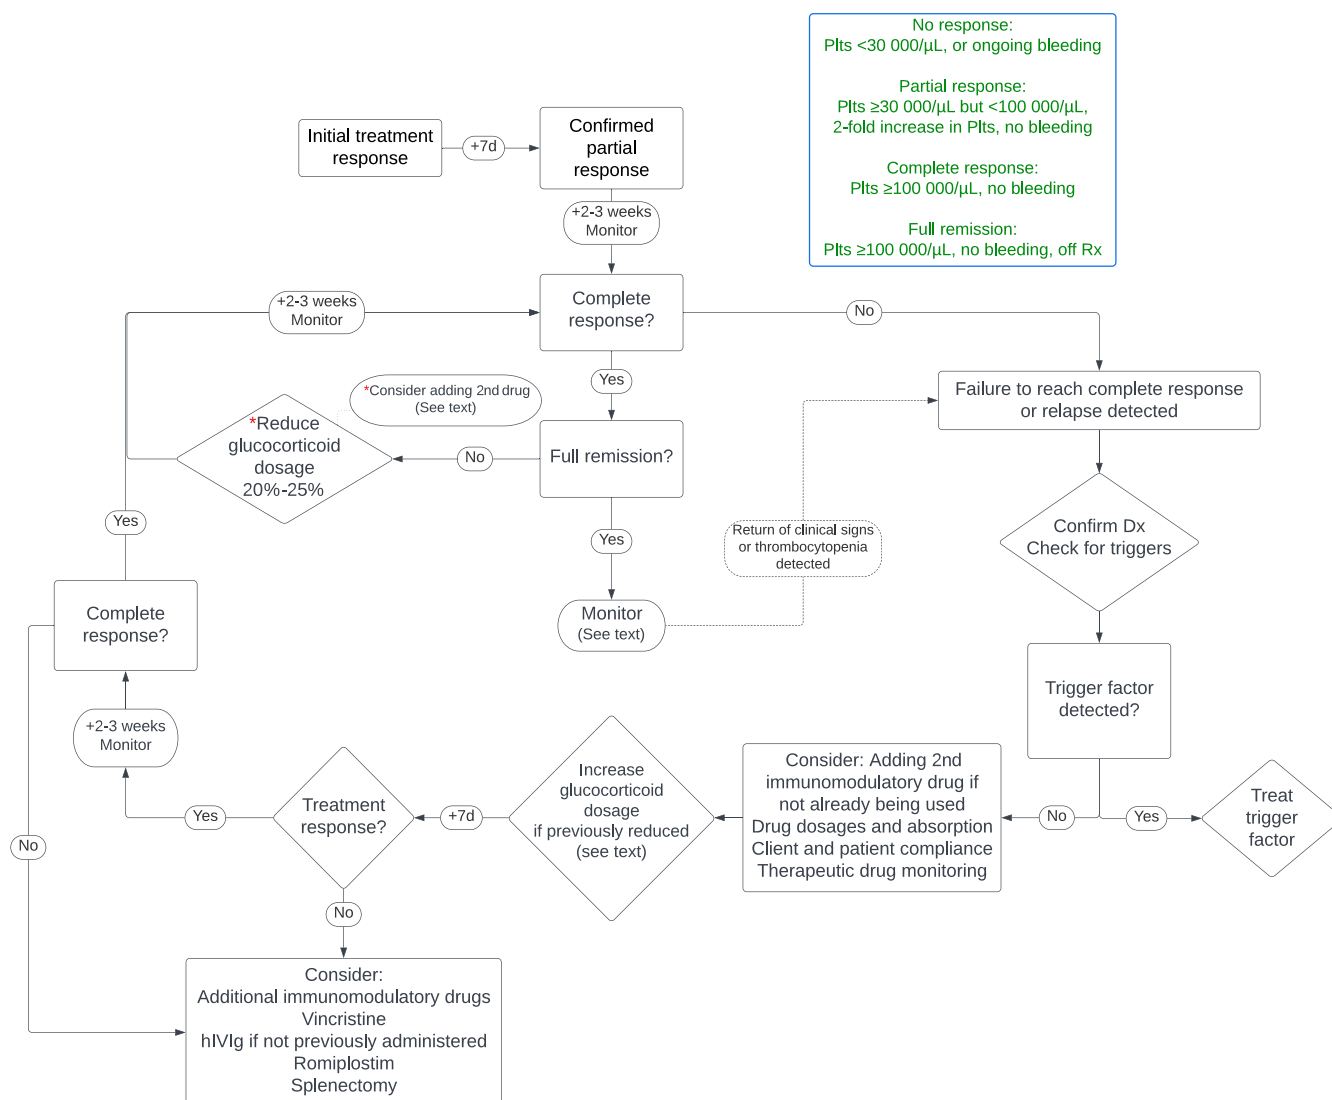 No response:
Plts <30 000/µL, or ongoing bleeding
Partial response:
Plts ≥30 000/µL but <100 000/µL,
2-fold increase in Plts, no bleeding
Complete response:
Plts ≥100 000/µL, no bleeding
Full remission:
Plts ≥100 000/µL, no bleeding, off Rx
Initial treatment
response
+7d
Confirmed
partial
response
+2-3 weeks
Monitor
+2-3 weeks
Monitor
Complete
response?
No
Yes
*Consider adding 2nd drug
(See text)
Failure to reach complete response
or relapse detected
*Reduce
glucocorticoid
dosage
20%-25%
No
Full remission?
Yes
Yes
Return of clinical signs
or thrombocytopenia
detected
Confirm Dx
Check for triggers
Complete
response?
Monitor
(See text)
Trigger factor
detected?
+2-3 weeks
Monitor
Yes
Treatment
response?
+7d
Increase
glucocorticoid
dosage
if previously reduced
(see text)
Consider: Adding 2nd
immunomodulatory drug if
not already being used
Drug dosages and absorption
Client and patient compliance
Therapeutic drug monitoring
No
Yes
Treat
trigger
factor
No
No
Consider:
Additional immunomodulatory drugs
Vincristine
hIVIg if not previously administered
Romiplostim
Splenectomy